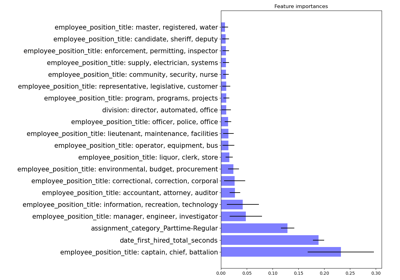 Feature importances
employee_position_title: master, registered, water
employee_position_title: candidate, sheriff, deputy
employee_position_title: enforcement, permitting, inspector
employee_position_title: supply, electrician, systems
employee_position_title: community, security, nurse
employee_position_title: representative, legislative, customer
employee_position_title: program, programs, projects
division: director, automated, office
employee_position_title: officer, police, office
employee_position_title: lieutenant, maintenance, facilities
employee_position_title: operator, equipment, bus
employee_position_title: liquor, clerk, store
employee_position_title: environmental, budget, procurement
employee_position_title: correctional, correction, corporal
employee_position_title: accountant, attorney, auditor
employee_position_title: information, recreation, technology
employee_position_title: manager, engineer, investigator
assignment_category_Parttime-Regular
date_first_hired_total_seconds
employee_position_title: captain, chief, battalion
0.00 0.05 0.10 0.15 0.20 0.25 0.30